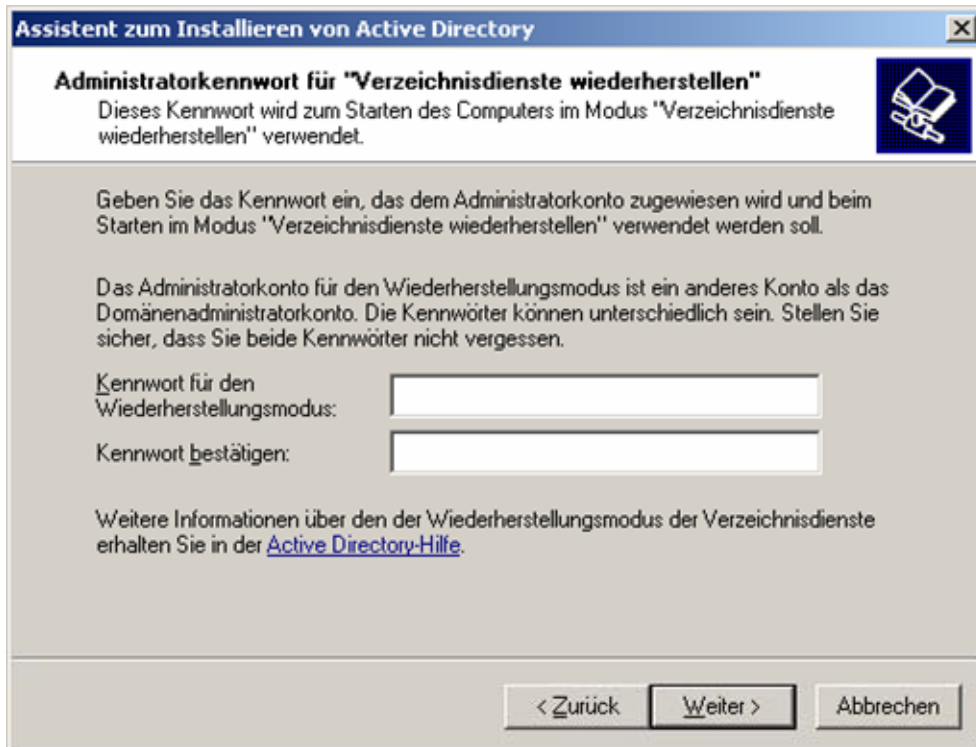 Assistent zum Installieren von Active Directory
Administratorkennwort für "Verzeichnisdienste wiederherstellen"
Dieses Kennwort wird zum Starten des Computers im Modus "Verzeichnisdienste
wiederherstellen" verwendet.
Geben Sie das Kennwort ein, das dem Administratorkonto zugewiesen wird und beim
Starten im Modus "Verzeichnisdienste wiederherstellen" verwendet werden soll.
Das Administratorkonto für den Wiederherstellungsmodus ist ein anderes Konto als das
Domänenadministratorkonto. Die Kennwörter können unterschiedlich sein. Stellen Sie
sicher, dass Sie beide Kennwörter nicht vergessen.
Kennwort für den
Wiederherstellungsmodus:
Kennwort bestätigen:
Weitere Informationen über den der Wiederherstellungsmodus der Verzeichnisdienste
erhalten Sie in der Active Directory-Hilfe.
< Zurück Weiter > Abbrechen